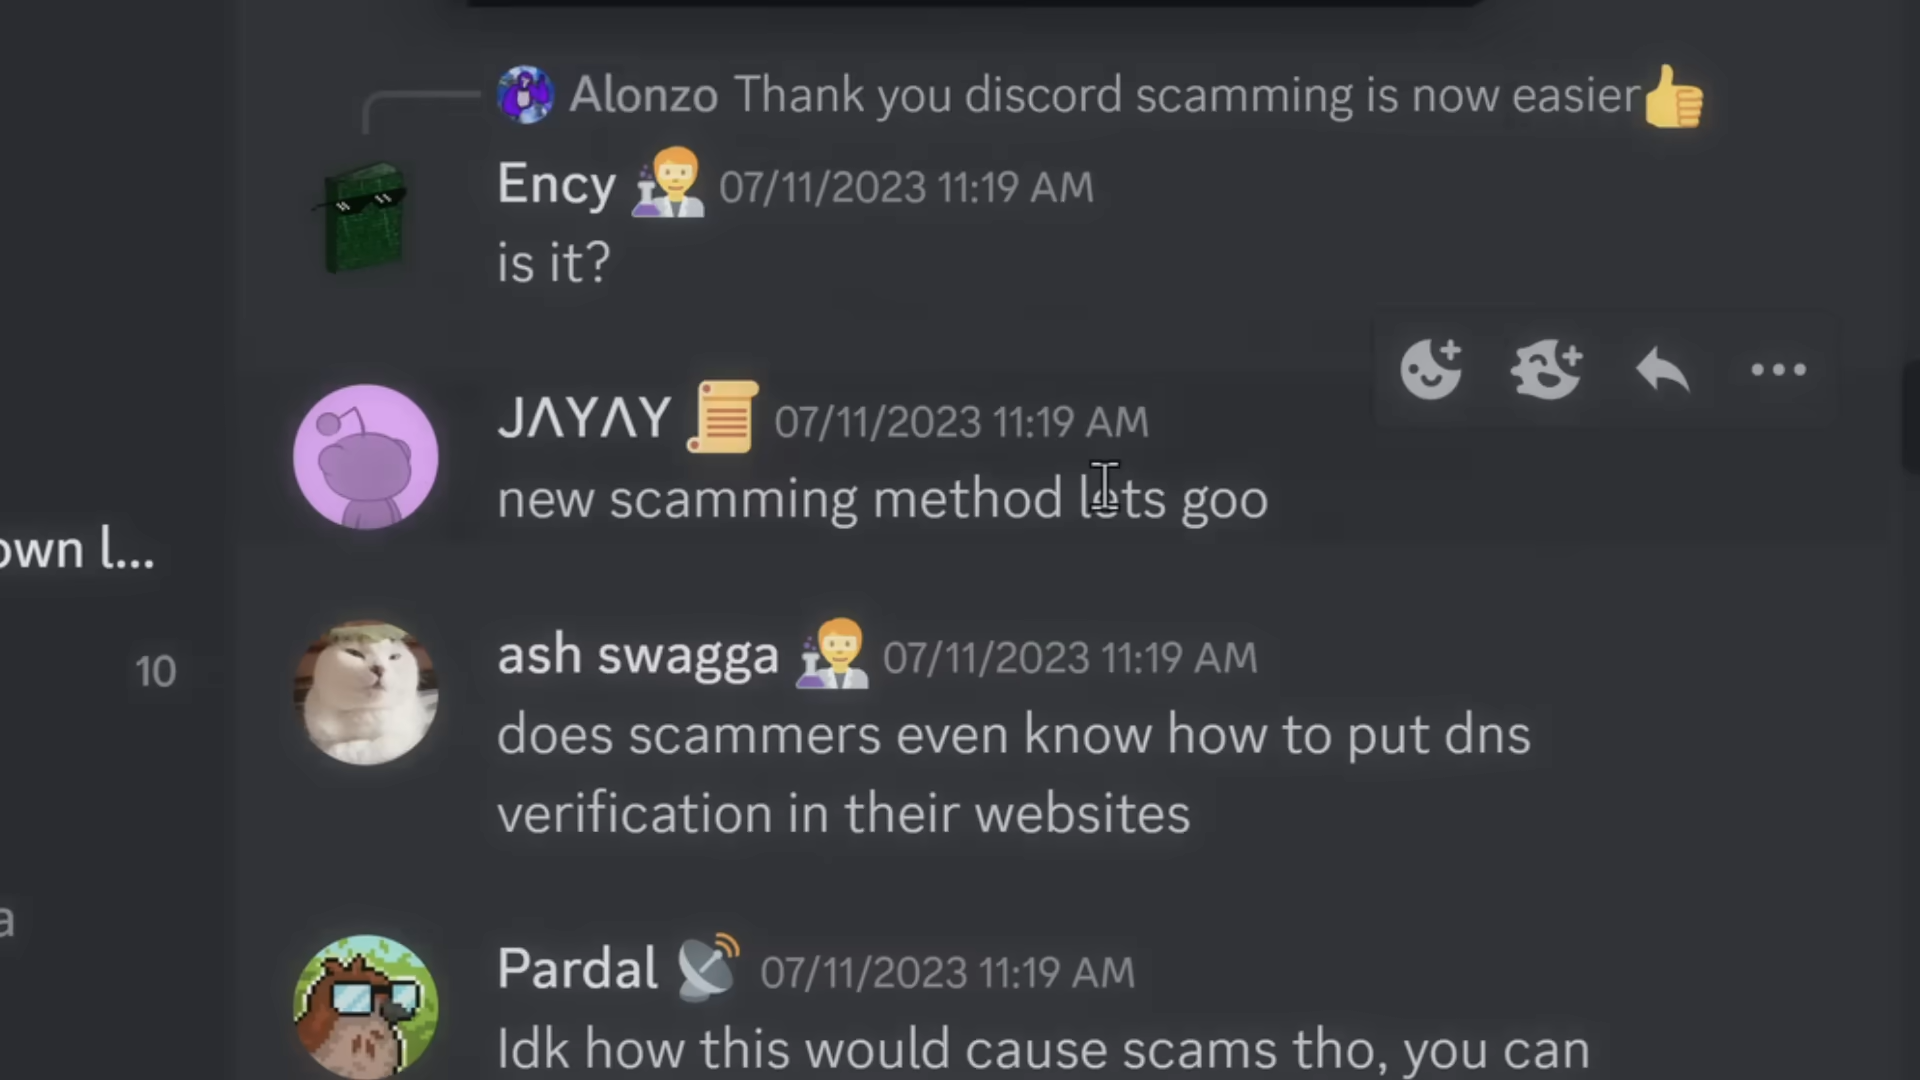 Alonzo Thank you discord scamming is now easier👍
Ency 07/11/2023 11:19 AM
is it?
JΛYΛY 07/11/2023 11:19 AM
new scamming method lets goo
own l...
ash swagga 07/11/2023 11:19 AM
10
does scammers even know how to put dns
verification in their websites
a
Pardal 07/11/2023 11:19 AM
Idk how this would cause scams tho, you can